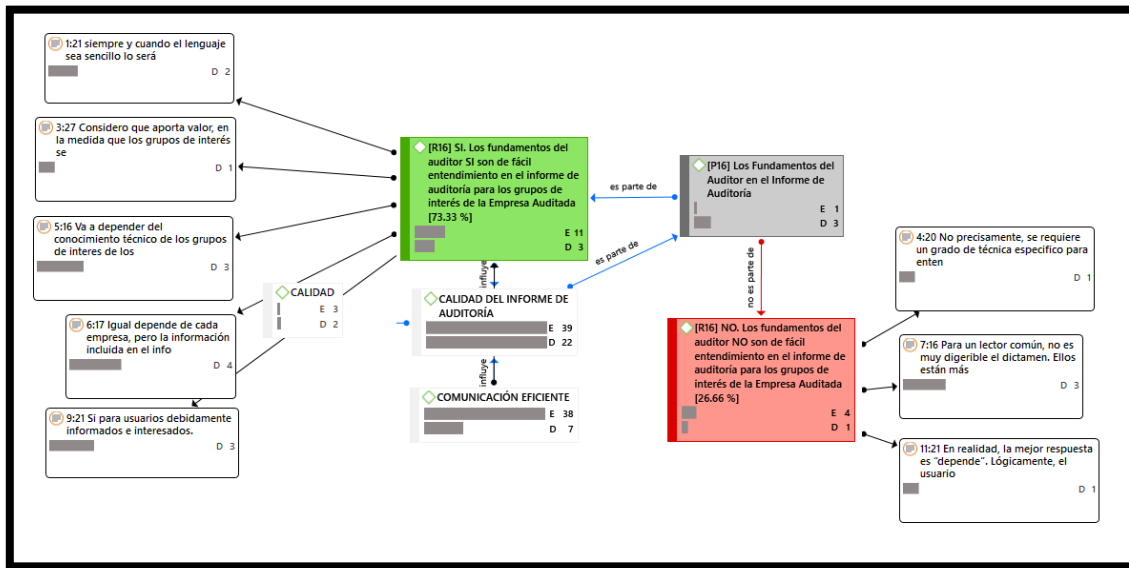 1:21 siempre y cuando el lenguaje
sea sencillo lo será
D 2
3:27 Considero que aporta valor, en
la medida que los grupos de interés
se
D 1
5:16 Va a depender del
conocimiento técnico de los grupos
de interes de los
D 3
6:17 Igual depende de cada
empresa, pero la información
incluida en el info
D 4
9:21 Si para usuarios debidamente
informados e interesados.
D 3
CALIDAD
E 3
D 2
[R16] SI. Los fundamentos del
auditor SI son de fácil
entendimiento en el informe de
auditoría para los grupos de
interés de la Empresa Auditada
[73.33 %]
E 11
D 3
influye
CALIDAD DEL INFORME DE
AUDITORÍA
E 39
D 22
influye
COMUNICACIÓN EFICIENTE
E 38
D 7
es parte de
es parte de
[P16] Los Fundamentos del
Auditor en el Informe de
Auditoría
E 1
D 3
no es parte de
[R16] NO. Los fundamentos del
auditor NO son de fácil
entendimiento en el informe de
auditoría para los grupos de
interés de la Empresa Auditada
[26.66 %]
E 4
D 1
4:20 No precisamente, se requiere
un grado de técnica especifico para
enten
D 1
7:16 Para un lector común, no es
muy digerible el dictamen. Ellos
están más
D 3
11:21 En realidad, la mejor respuesta
es “depende”. Lógicamente, el
usuario
D 1